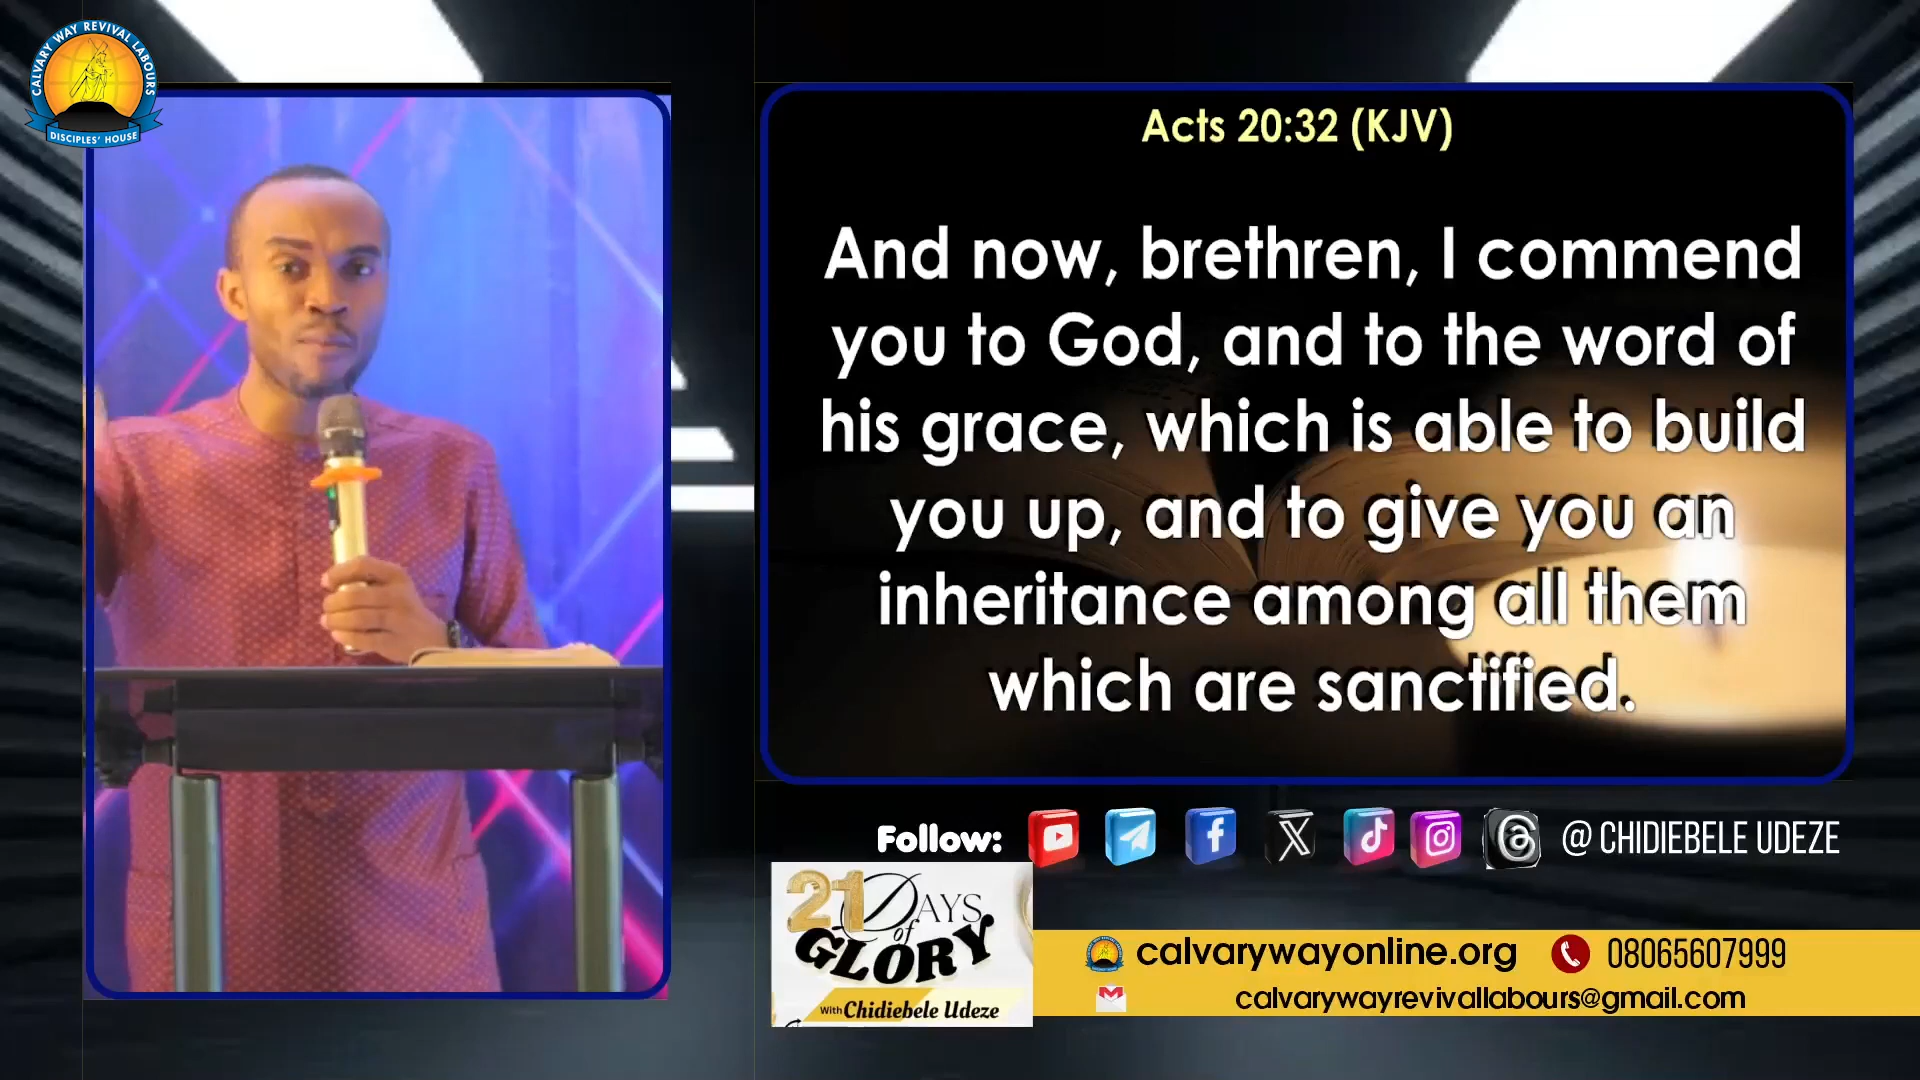 CALVARY WAY REVIVAL LABOURS
DISCIPLES' HOUSE
Acts 20:32 (KJV)
And now, brethren, I commend
you to God, and to the word of
his grace, which is able to build
you up, and to give you an
inheritance among all them
which are sanctified.
Follow: @ CHIDIEBELE UDEZE
21 DAYS
of
GLORY
With Chidiebele Udeze
calvarywayonline.org 08065607999
calvarywayrevivallabours@gmail.com